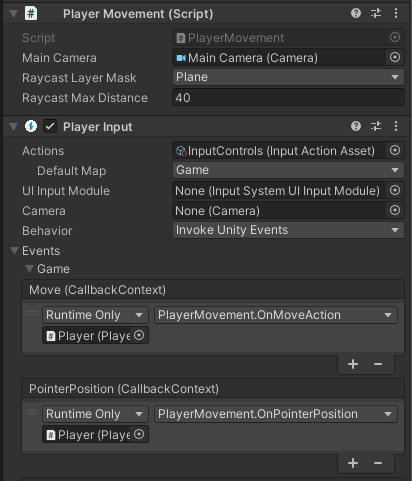 Player Movement (Script)
Script PlayerMovement
Main Camera Main Camera (Camera)
Raycast Layer Mask Plane
Raycast Max Distance 40
Player Input
Actions InputControls (Input Action Asset)
Default Map Game
UI Input Module None (Input System UI Input Module)
Camera None (Camera)
Behavior Invoke Unity Events
Events
Game
Move (CallbackContext)
Runtime Only PlayerMovement.OnMoveAction
Player (Playe
+ −
PointerPosition (CallbackContext)
Runtime Only PlayerMovement.OnPointerPosition
Player (Playe
+ −